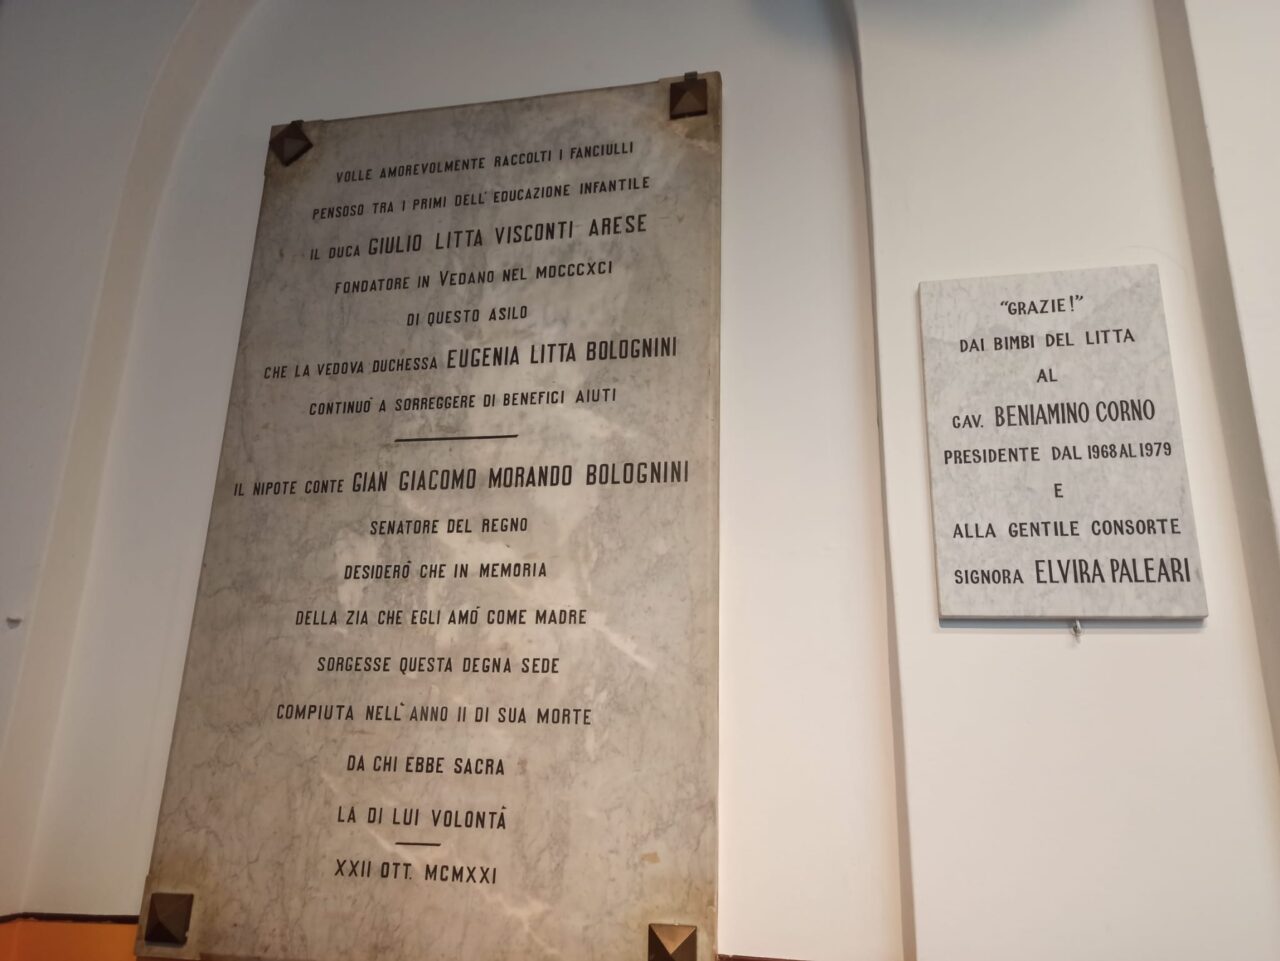 VOLLE AMOREVOLMENTE RACCOLTI I FANCIULLI
PENSOSO TRA I PRIMI DELL'EDUCAZIONE INFANTILE
IL DUCA GIULIO LITTA VISCONTI ARESE
FONDATORE IN VEDANO NEL MDCCCXCI
DI QUESTO ASILO
CHE LA VEDOVA DUCHESSA EUGENIA LITTA BOLOGNINI
CONTINUÒ A SORREGGERE DI BENEFICI AIUTI
IL NIPOTE CONTE GIAN GIACOMO MORANDO BOLOGNINI
SENATORE DEL REGNO
DESIDERÒ CHE IN MEMORIA
DELLA ZIA CHE EGLI AMÒ COME MADRE
SORGESSE QUESTA DEGNA SEDE
COMPIUTA NELL'ANNO II DI SUA MORTE
DA CHI EBBE SACRA
LA DI LUI VOLONTÀ
XXII OTT. MCMXXI
"GRAZIE!"
DAI BIMBI DEL LITTA
AL
CAV. BENIAMINO CORNO
PRESIDENTE DAL 1968 AL 1979
E
ALLA GENTILE CONSORTE
SIGNORA ELVIRA PALEARI